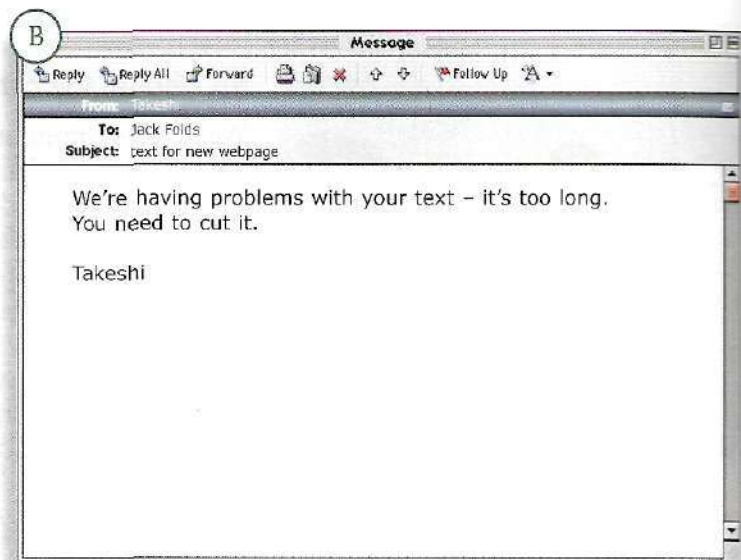 B
Message
Reply Reply All Forward Follow Up A
From: Takeshi
To: Jack Folds
Subject: text for new webpage
We're having problems with your text – it's too long.
You need to cut it.
Takeshi